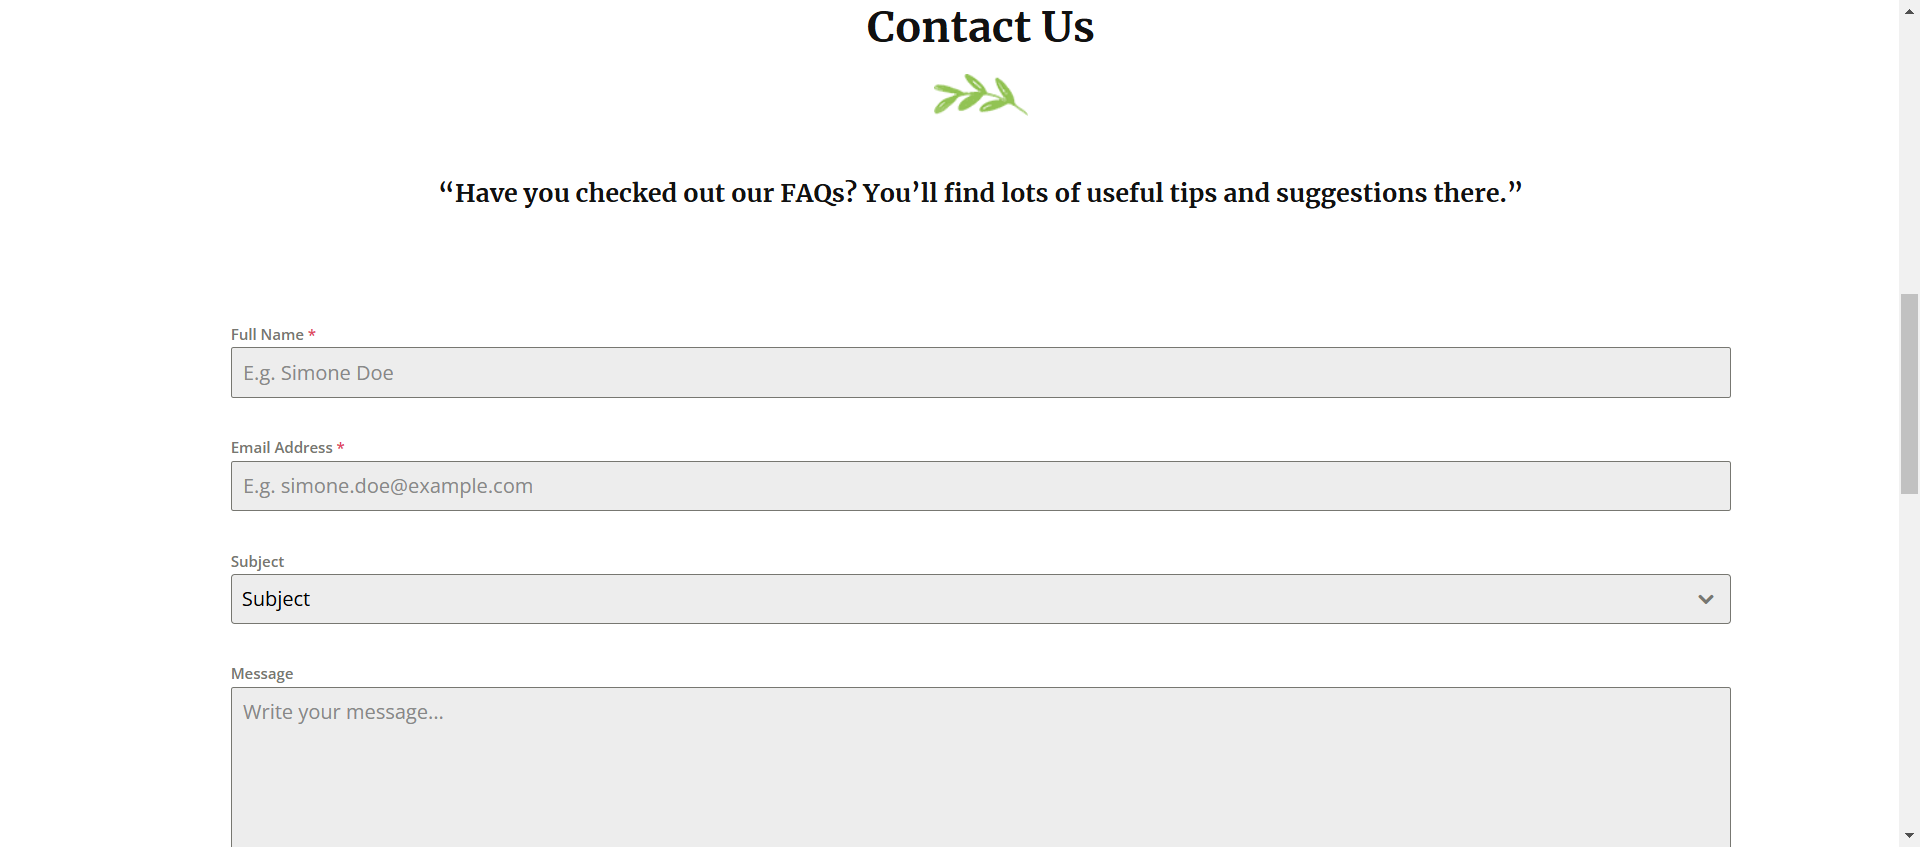 Contact Us
“Have you checked out our FAQs? You’ll find lots of useful tips and suggestions there.”
Full Name *
E.g. Simone Doe
Email Address *
E.g. simone.doe@example.com
Subject
Subject
Message
Write your message...